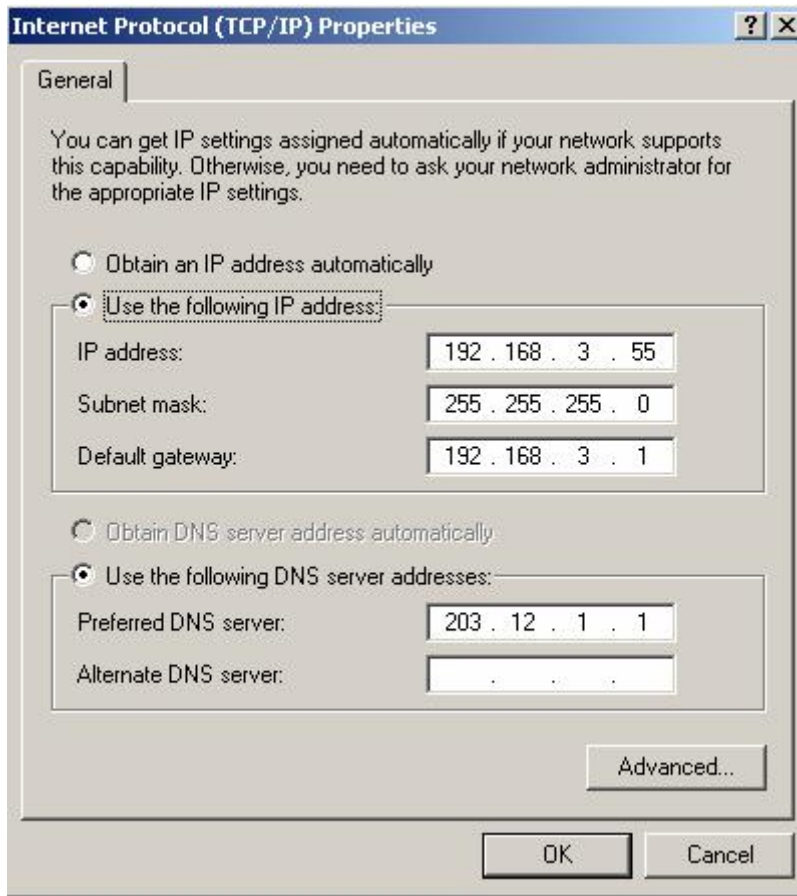 Internet Protocol (TCP/IP) Properties
General
You can get IP settings assigned automatically if your network supports
this capability. Otherwise, you need to ask your network administrator for
the appropriate IP settings.
Obtain an IP address automatically
Use the following IP address:
IP address: 192 . 168 . 3 . 55
Subnet mask: 255 . 255 . 255 . 0
Default gateway: 192 . 168 . 3 . 1
Obtain DNS server address automatically
Use the following DNS server addresses:
Preferred DNS server: 203 . 12 . 1 . 1
Alternate DNS server: . . .
Advanced...
OK Cancel